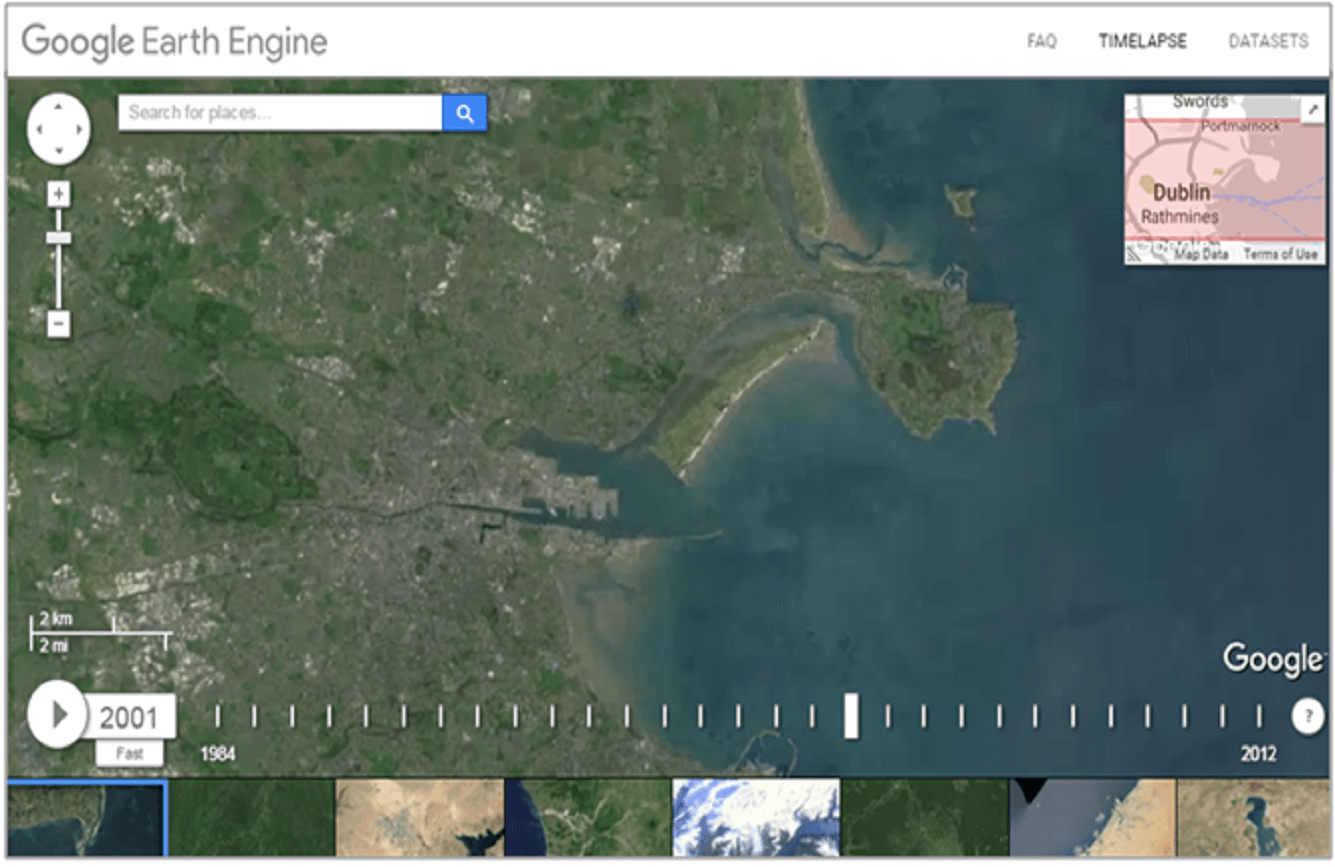 Google Earth Engine
FAQ TIMELAPSE DATASETS
Search for places...
Swords
Portmarnock
Dublin
Rathmines
Map Data Terms of Use
+
−
2 km
2 mi
Google
2001
?
Fast
1984
2012